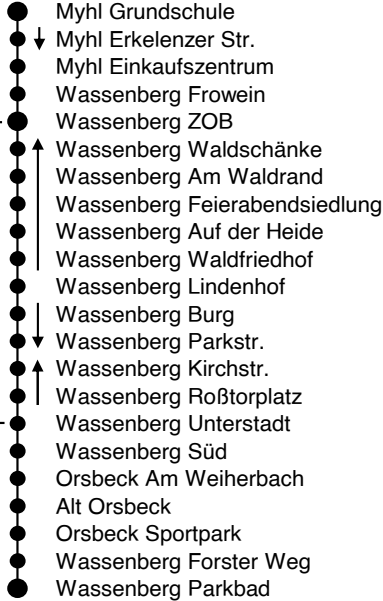 Myhl Grundschule
Myhl Erkelenzer Str.
Myhl Einkaufszentrum
Wassenberg Frowein
Wassenberg ZOB
Wassenberg Waldschänke
Wassenberg Am Waldrand
Wassenberg Feierabendsiedlung
Wassenberg Auf der Heide
Wassenberg Waldfriedhof
Wassenberg Lindenhof
Wassenberg Burg
Wassenberg Parkstr.
Wassenberg Kirchstr.
Wassenberg Roßtorplatz
Wassenberg Unterstadt
Wassenberg Süd
Orsbeck Am Weiherbach
Alt Orsbeck
Orsbeck Sportpark
Wassenberg Forster Weg
Wassenberg Parkbad